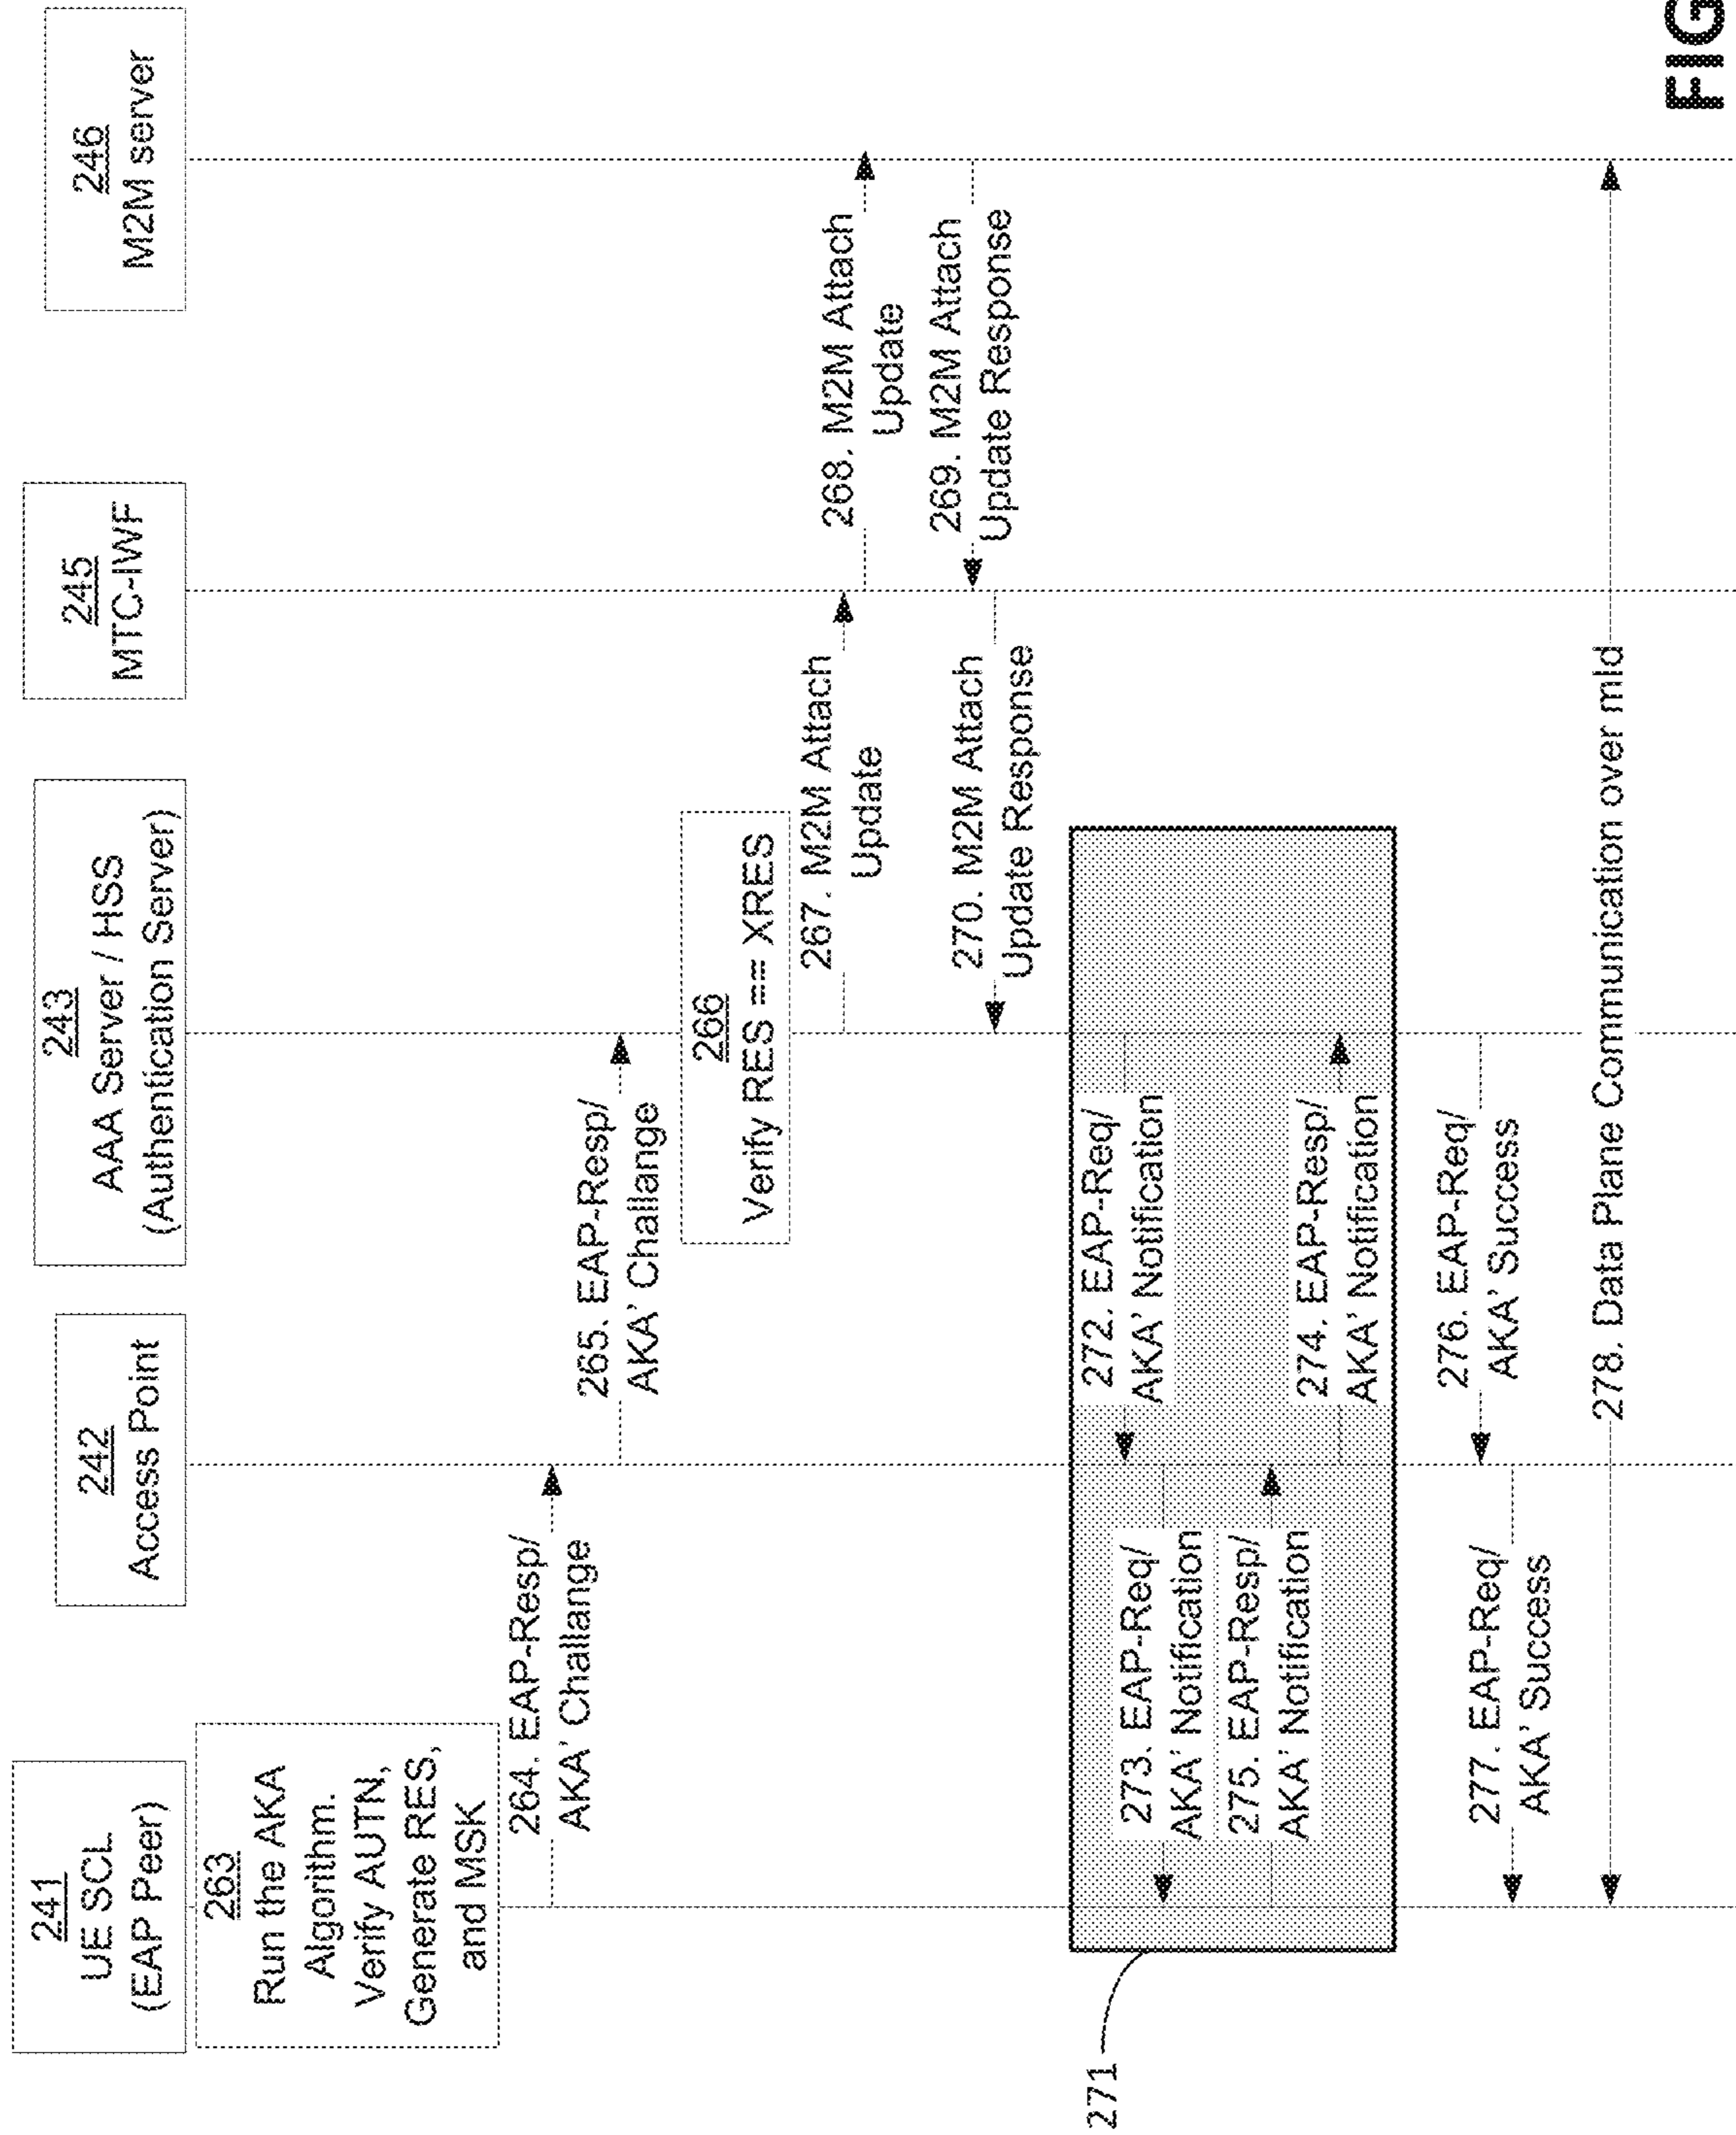 241
UE SCL
(EAP Peer)
242
Access Point
243
AAA Server / HSS
(Authentication Server)
245
MTC-IWF
246
M2M server
263
Run the AKA
Algorithm.
Verify AUTN,
Generate RES,
and MSK
264. EAP-Resp/
AKA' Challange
265. EAP-Resp/
AKA' Challange
266
Verify RES == XRES
267. M2M Attach
Update
268. M2M Attach
Update
269. M2M Attach
Update Response
270. M2M Attach
Update Response
271
272. EAP-Req/
AKA' Notification
273. EAP-Req/
AKA' Notification
275. EAP-Resp/
AKA' Notification
274. EAP-Resp/
AKA' Notification
276. EAP-Req/
AKA' Success
277. EAP-Req/
AKA' Success
278. Data Plane Communication over mId
FIG